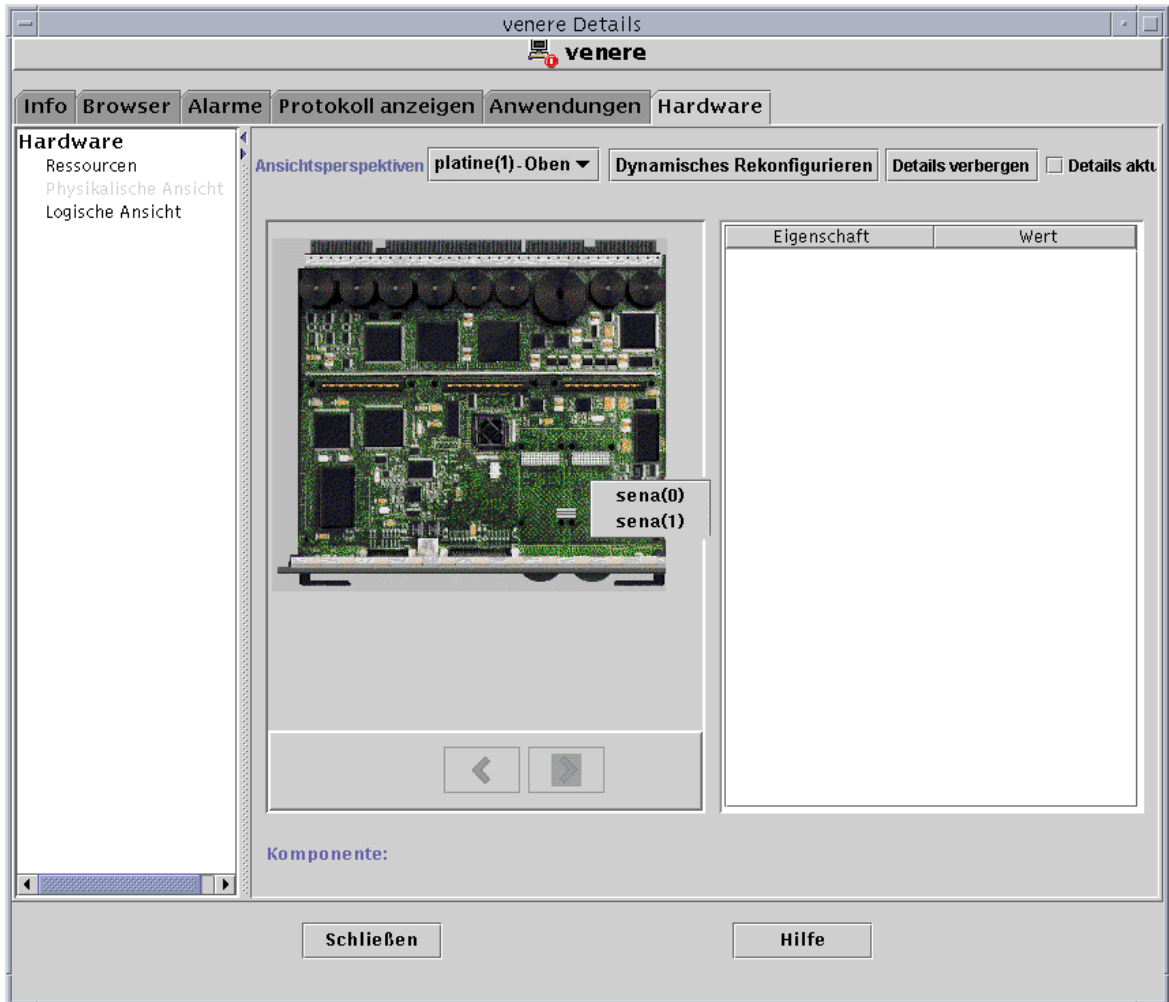 venere Details
venere
Info Browser Alarme Protokoll anzeigen Anwendungen Hardware
Hardware
Ressourcen
Physikalische Ansicht
Logische Ansicht
Ansichtsperspektiven platine(1)-Oben Dynamisches Rekonfigurieren Details verbergen Details aktu
Eigenschaft Wert
sena(0)
sena(1)
Komponente:
Schließen Hilfe